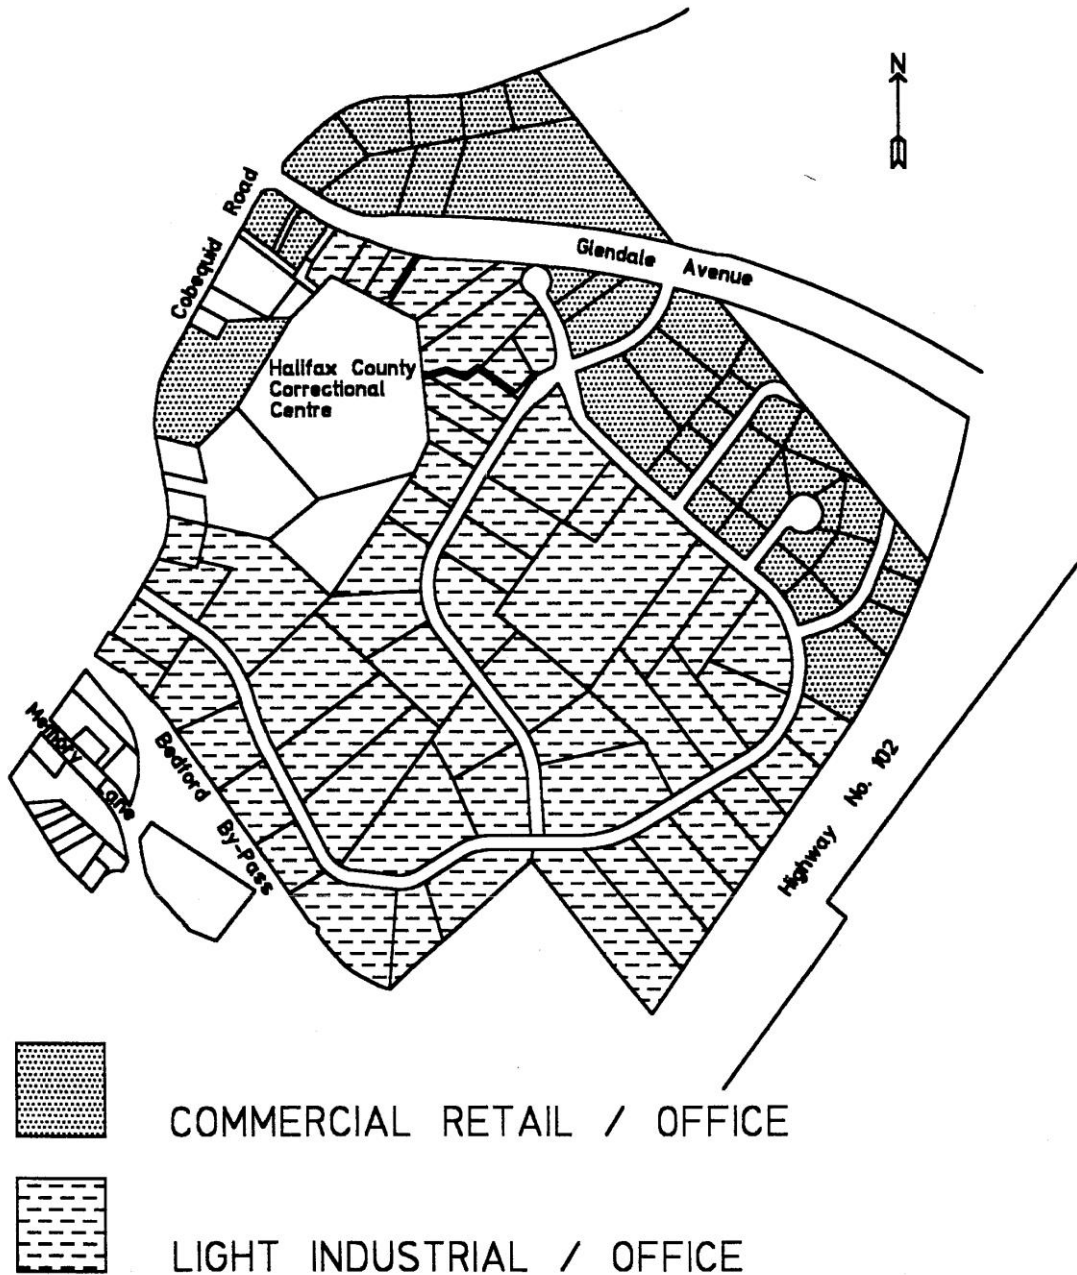 N
Cobequid Road
Glendale Avenue
Halifax County
Correctional
Centre
Memory Lane
Bedford By-Pass
Highway No. 102
COMMERCIAL RETAIL / OFFICE
LIGHT INDUSTRIAL / OFFICE